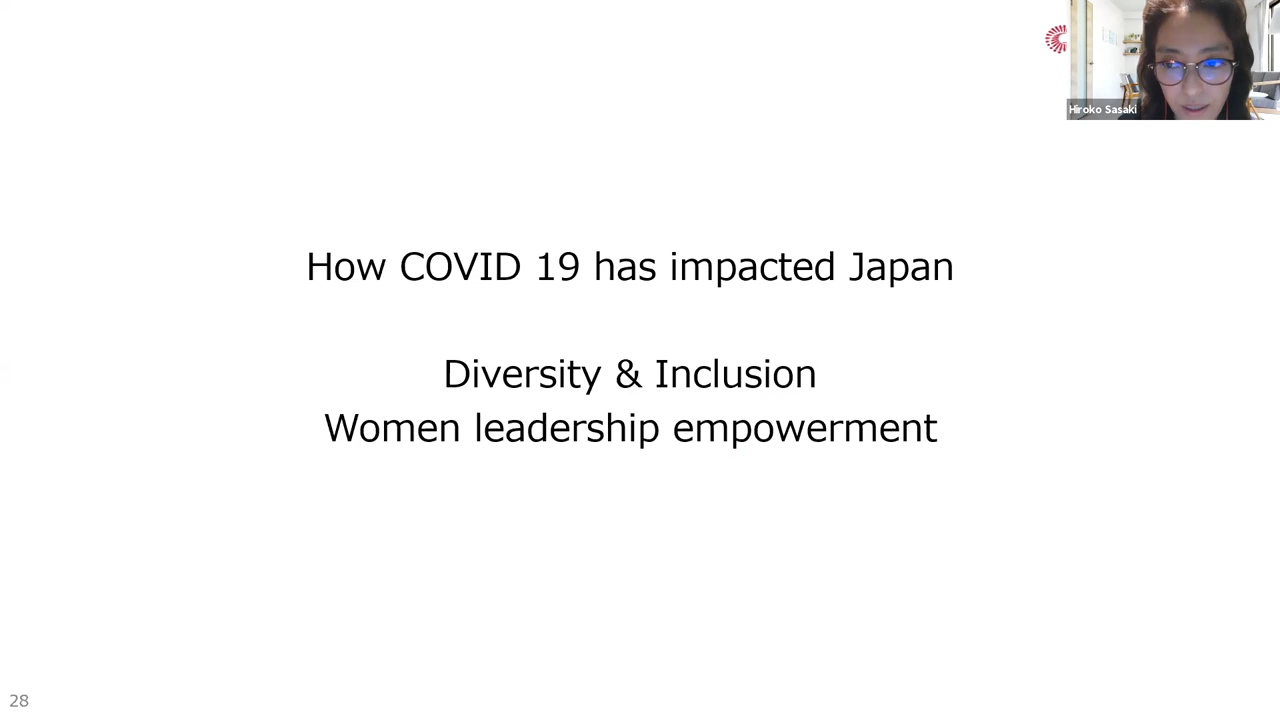 Hiroko Sasaki
How COVID 19 has impacted Japan
Diversity & Inclusion
Women leadership empowerment
28